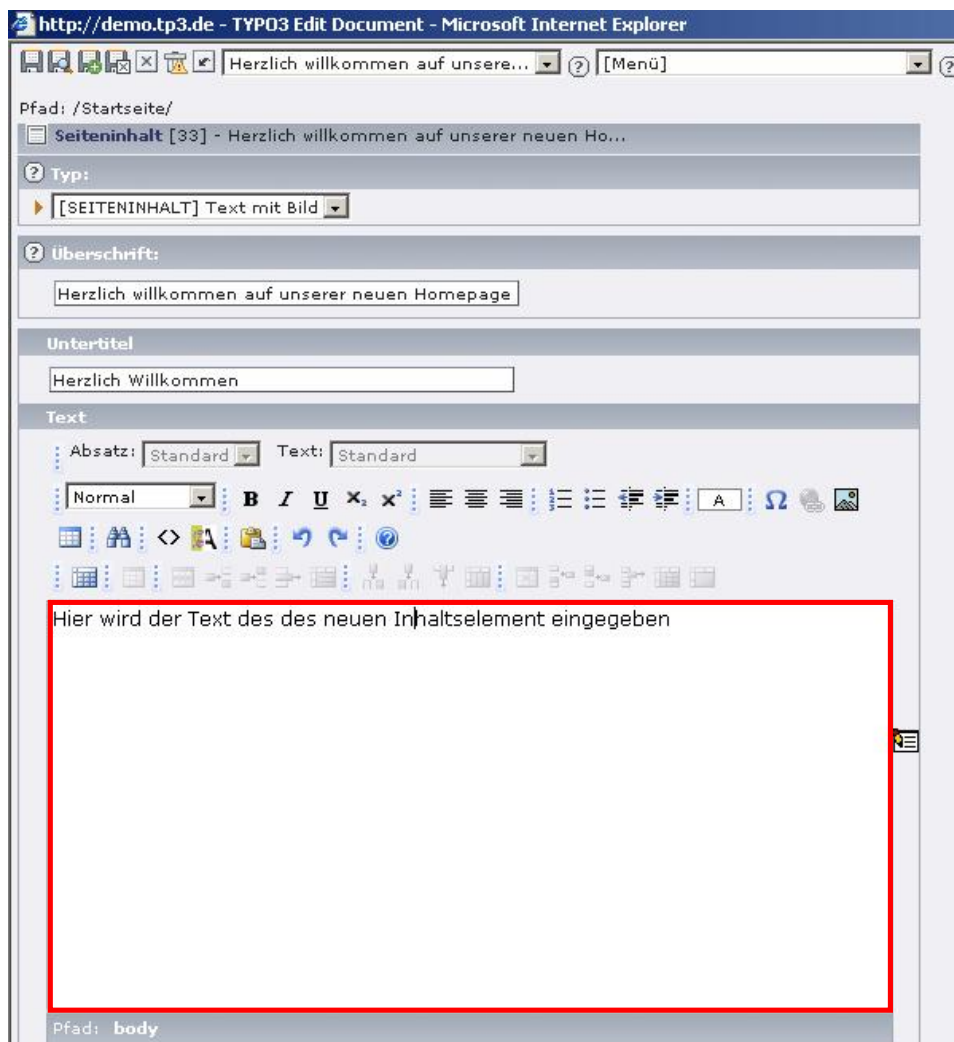 http://demo.tp3.de - TYPO3 Edit Document - Microsoft Internet Explorer
Herzlich willkommen auf unsere... [Menü]
Pfad: /Startseite/
Seiteninhalt [33] - Herzlich willkommen auf unserer neuen Ho...
Typ:
[SEITENINHALT] Text mit Bild
Überschrift:
Herzlich willkommen auf unserer neuen Homepage
Untertitel
Herzlich Willkommen
Text
Absatz: Standard Text: Standard
Normal B I U x₂ x² A Ω
<> A
Hier wird der Text des des neuen Inhaltselement eingegeben
Pfad: body